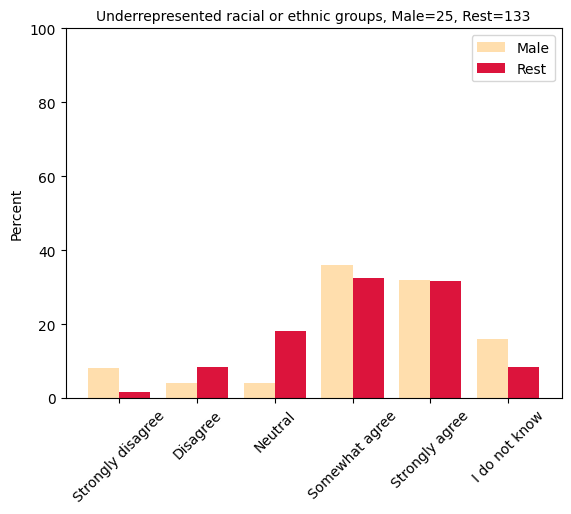 Underrepresented racial or ethnic groups, Male=25, Rest=133
100
80
60
40
20
0
Percent
Male
Rest
Strongly disagree
Disagree
Neutral
Somewhat agree
Strongly agree
I do not know